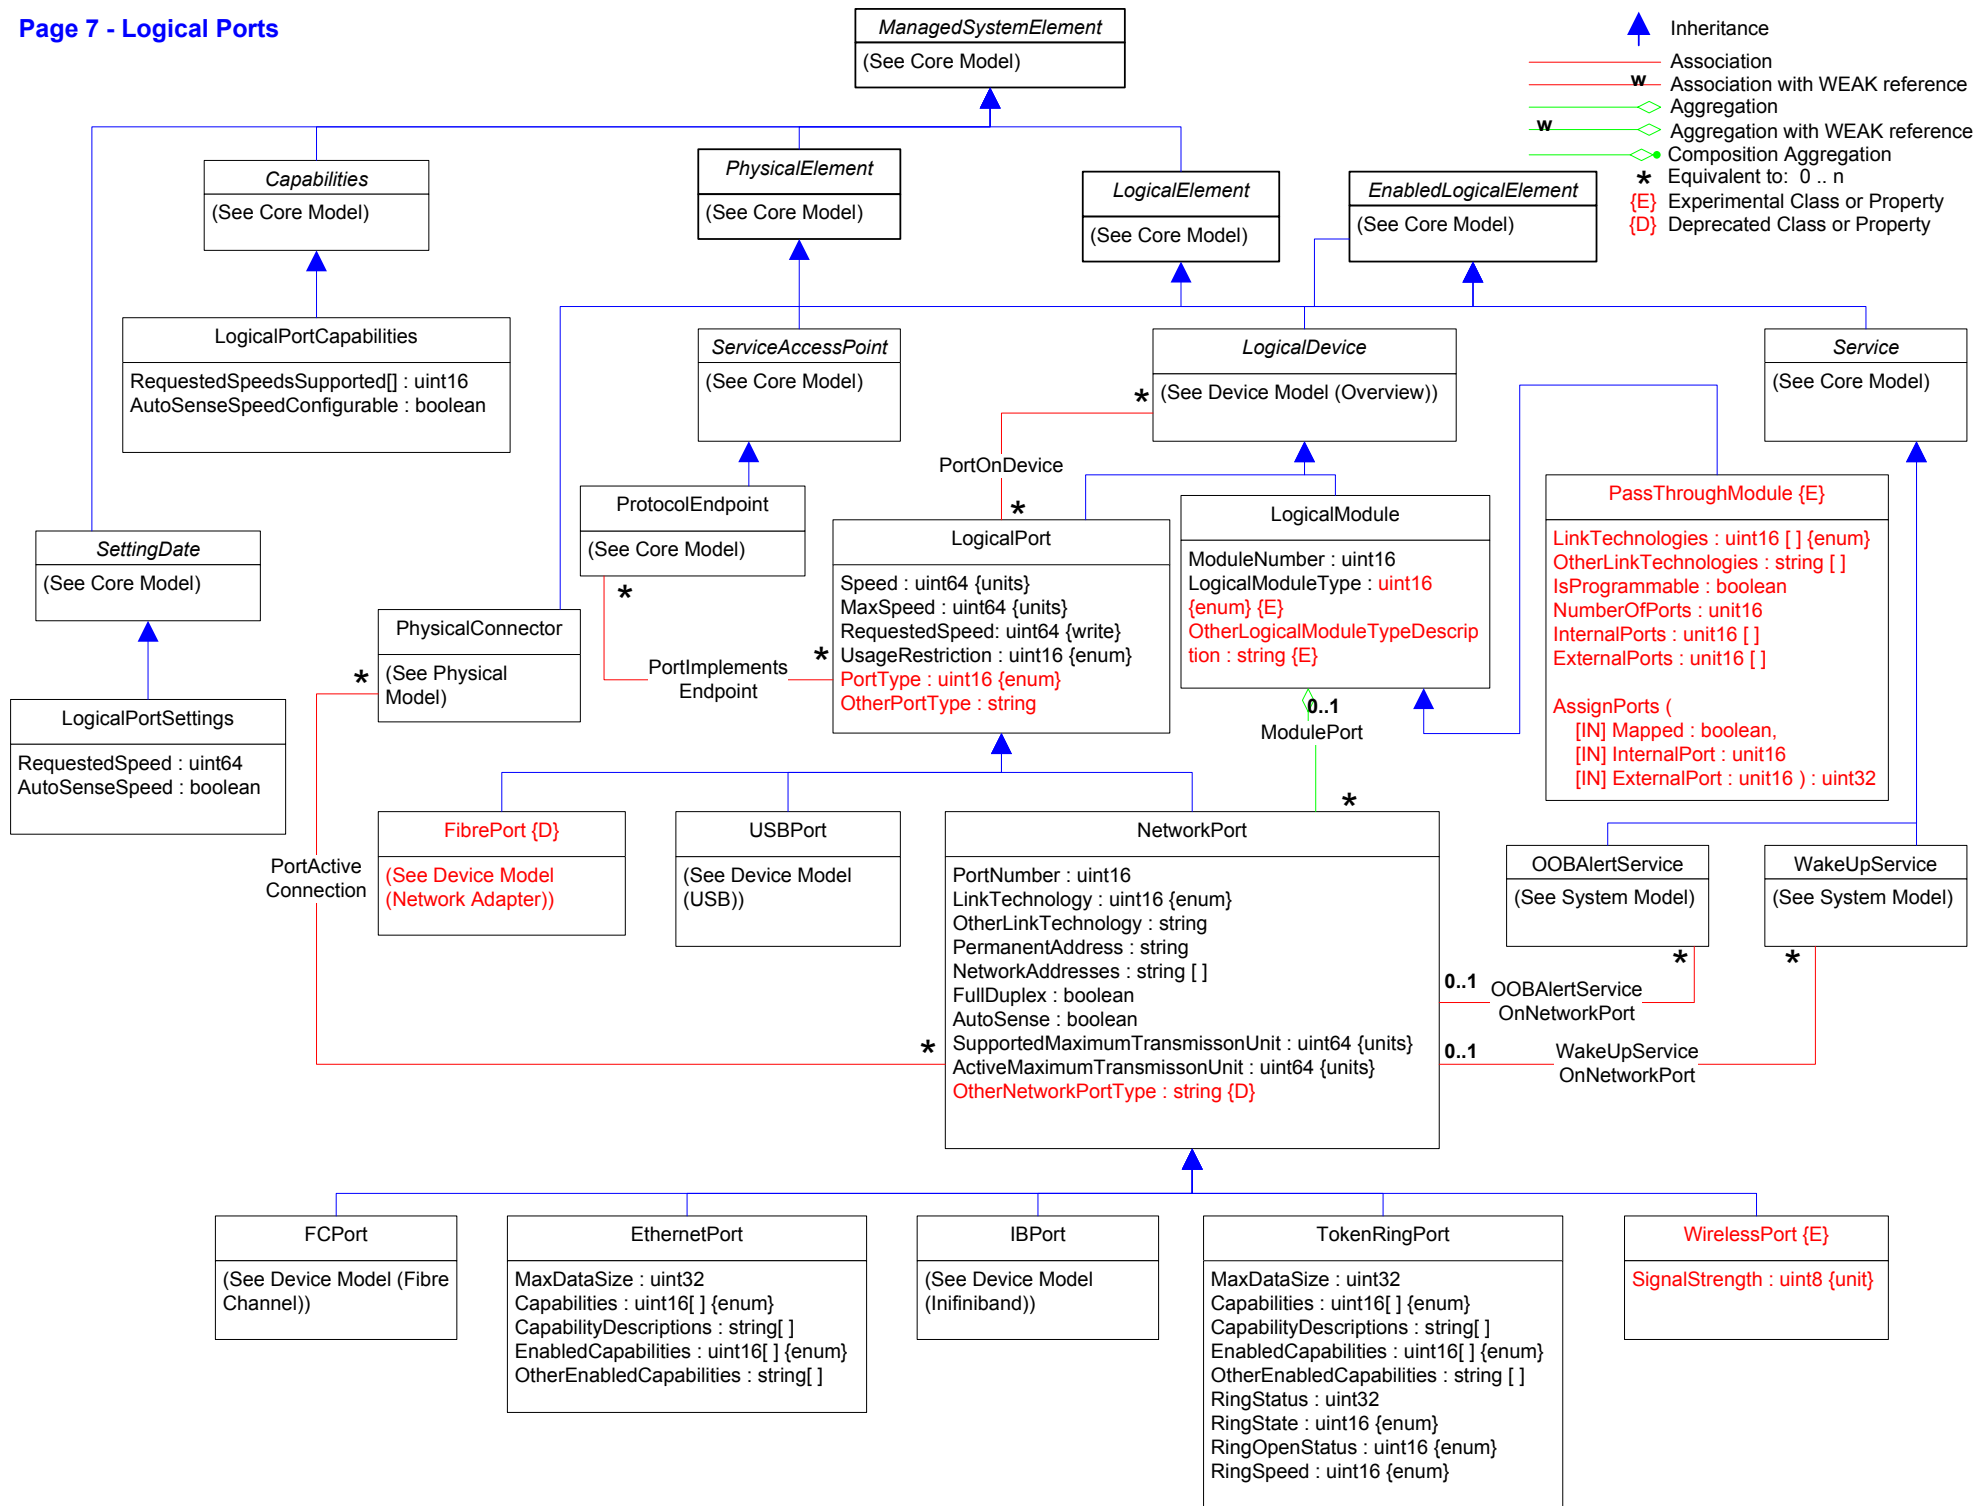 Page 7 - Logical Ports
ManagedSystemElement
(See Core Model)
Inheritance
Association
w
Association with WEAK reference
Aggregation
w
Aggregation with WEAK reference
Composition Aggregation
* Equivalent to: 0 .. n
{E} Experimental Class or Property
{D} Deprecated Class or Property
Capabilities
(See Core Model)
PhysicalElement
(See Core Model)
LogicalElement
(See Core Model)
EnabledLogicalElement
(See Core Model)
LogicalPortCapabilities
RequestedSpeedsSupported[] : uint16
AutoSenseSpeedConfigurable : boolean
ServiceAccessPoint
(See Core Model)
LogicalDevice
(See Device Model (Overview))
Service
(See Core Model)
*
PortOnDevice
*
ProtocolEndpoint
(See Core Model)
*
LogicalPort
Speed : uint64 {units}
MaxSpeed : uint64 {units}
RequestedSpeed: uint64 {write}
UsageRestriction : uint16 {enum}
PortType : uint16 {enum}
OtherPortType : string
LogicalModule
ModuleNumber : uint16
LogicalModuleType : uint16
{enum} {E}
OtherLogicalModuleTypeDescrip
tion : string {E}
PassThroughModule {E}
LinkTechnologies : uint16 [ ] {enum}
OtherLinkTechnologies : string [ ]
IsProgrammable : boolean
NumberOfPorts : unit16
InternalPorts : unit16 [ ]
ExternalPorts : unit16 [ ]
AssignPorts (
[IN] Mapped : boolean,
[IN] InternalPort : unit16
[IN] ExternalPort : unit16 ) : uint32
SettingDate
(See Core Model)
PhysicalConnector
(See Physical
Model)
*
PortImplements
Endpoint
*
0..1
ModulePort
*
LogicalPortSettings
RequestedSpeed : uint64
AutoSenseSpeed : boolean
PortActive
Connection
*
FibrePort {D}
(See Device Model
(Network Adapter))
USBPort
(See Device Model
(USB))
NetworkPort
PortNumber : uint16
LinkTechnology : uint16 {enum}
OtherLinkTechnology : string
PermanentAddress : string
NetworkAddresses : string [ ]
FullDuplex : boolean
AutoSense : boolean
SupportedMaximumTransmissonUnit : uint64 {units}
ActiveMaximumTransmissonUnit : uint64 {units}
OtherNetworkPortType : string {D}
OOBAlertService
(See System Model)
*
WakeUpService
(See System Model)
*
0..1
OOBAlertService
OnNetworkPort
0..1
WakeUpService
OnNetworkPort
FCPort
(See Device Model (Fibre
Channel))
EthernetPort
MaxDataSize : uint32
Capabilities : uint16[ ] {enum}
CapabilityDescriptions : string[ ]
EnabledCapabilities : uint16[ ] {enum}
OtherEnabledCapabilities : string[ ]
IBPort
(See Device Model
(Inifiniband))
TokenRingPort
MaxDataSize : uint32
Capabilities : uint16[ ] {enum}
CapabilityDescriptions : string[ ]
EnabledCapabilities : uint16[ ] {enum}
OtherEnabledCapabilities : string [ ]
RingStatus : uint32
RingState : uint16 {enum}
RingOpenStatus : uint16 {enum}
RingSpeed : uint16 {enum}
WirelessPort {E}
SignalStrength : uint8 {unit}